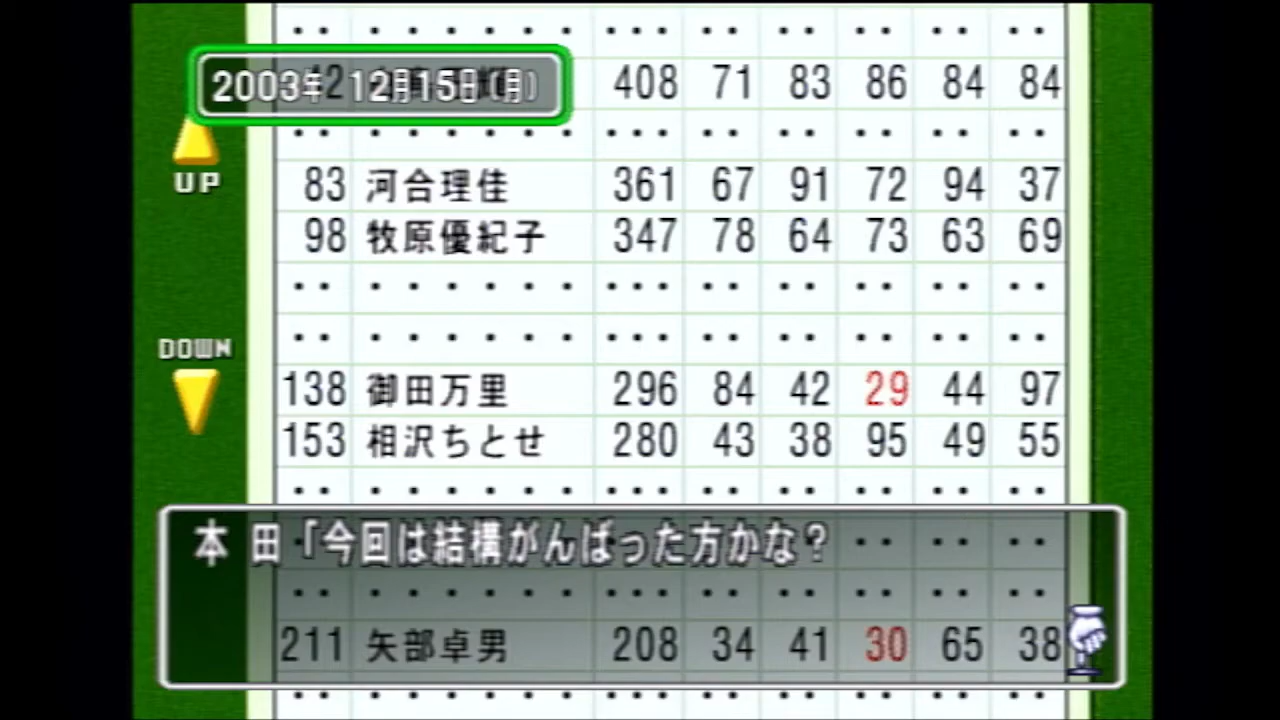 2003年 12月15日(月)
42 408 71 83 86 84 84
UP
83 河合理佳 361 67 91 72 94 37
98 牧原優紀子 347 78 64 73 63 69
DOWN
138 御田万里 296 84 42 29 44 97
153 相沢ちとせ 280 43 38 95 49 55
本 田「今回は結構がんばった方かな?
211 矢部卓男 208 34 41 30 65 38